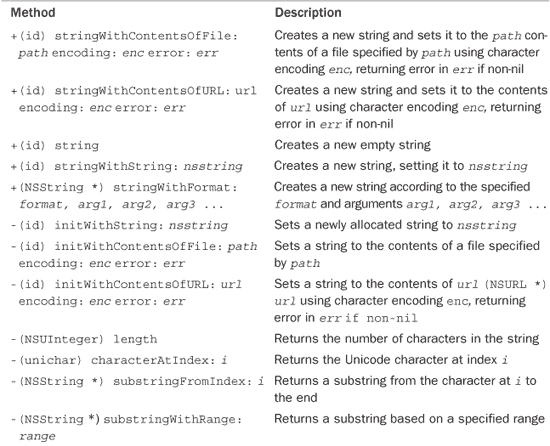 Method Description
+(id) stringWithContentsOfFile: Creates a new string and sets it to the path con-
path encoding: enc error: err tents of a file specified by path using character
encoding enc, returning error in err if non-nil
+(id) stringWithContentsOfURL: url Creates a new string and sets it to the contents
encoding: enc error: err of url using character encoding enc, returning
error in err if non-nil
+(id) string Creates a new empty string
+(id) stringWithString: nsstring Creates a new string, setting it to nsstring
+(NSString *) stringWithFormat: Creates a new string according to the specified
format, arg1, arg2, arg3 ... format and arguments arg1, arg2, arg3 ...
-(id) initWithString: nsstring Sets a newly allocated string to nsstring
-(id) initWithContentsOfFile: path Sets a string to the contents of a file specified
encoding: enc error: err by path
-(id) initWithContentsOfURL: url Sets a string to the contents of url (NSURL *)
encoding: enc error: err url using character encoding enc, returning
error in err if non-nil
-(NSUInteger) length Returns the number of characters in the string
-(unichar) characterAtIndex: i Returns the Unicode character at index i
-(NSString *) substringFromIndex: i Returns a substring from the character at i to
the end
-(NSString *) substringWithRange: Returns a substring based on a specified range
range